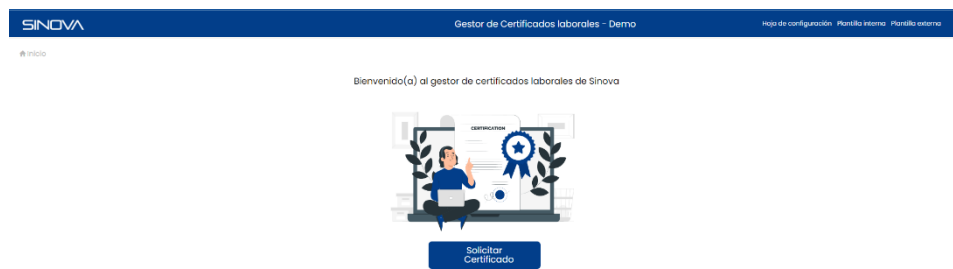 SINOVA
Gestor de Certificados laborales - Demo
Hoja de configuración Plantilla interna Plantilla externa
Inicio
Bienvenido(a) al gestor de certificados laborales de Sinova
CERTIFICATION
Solicitar
Certificado